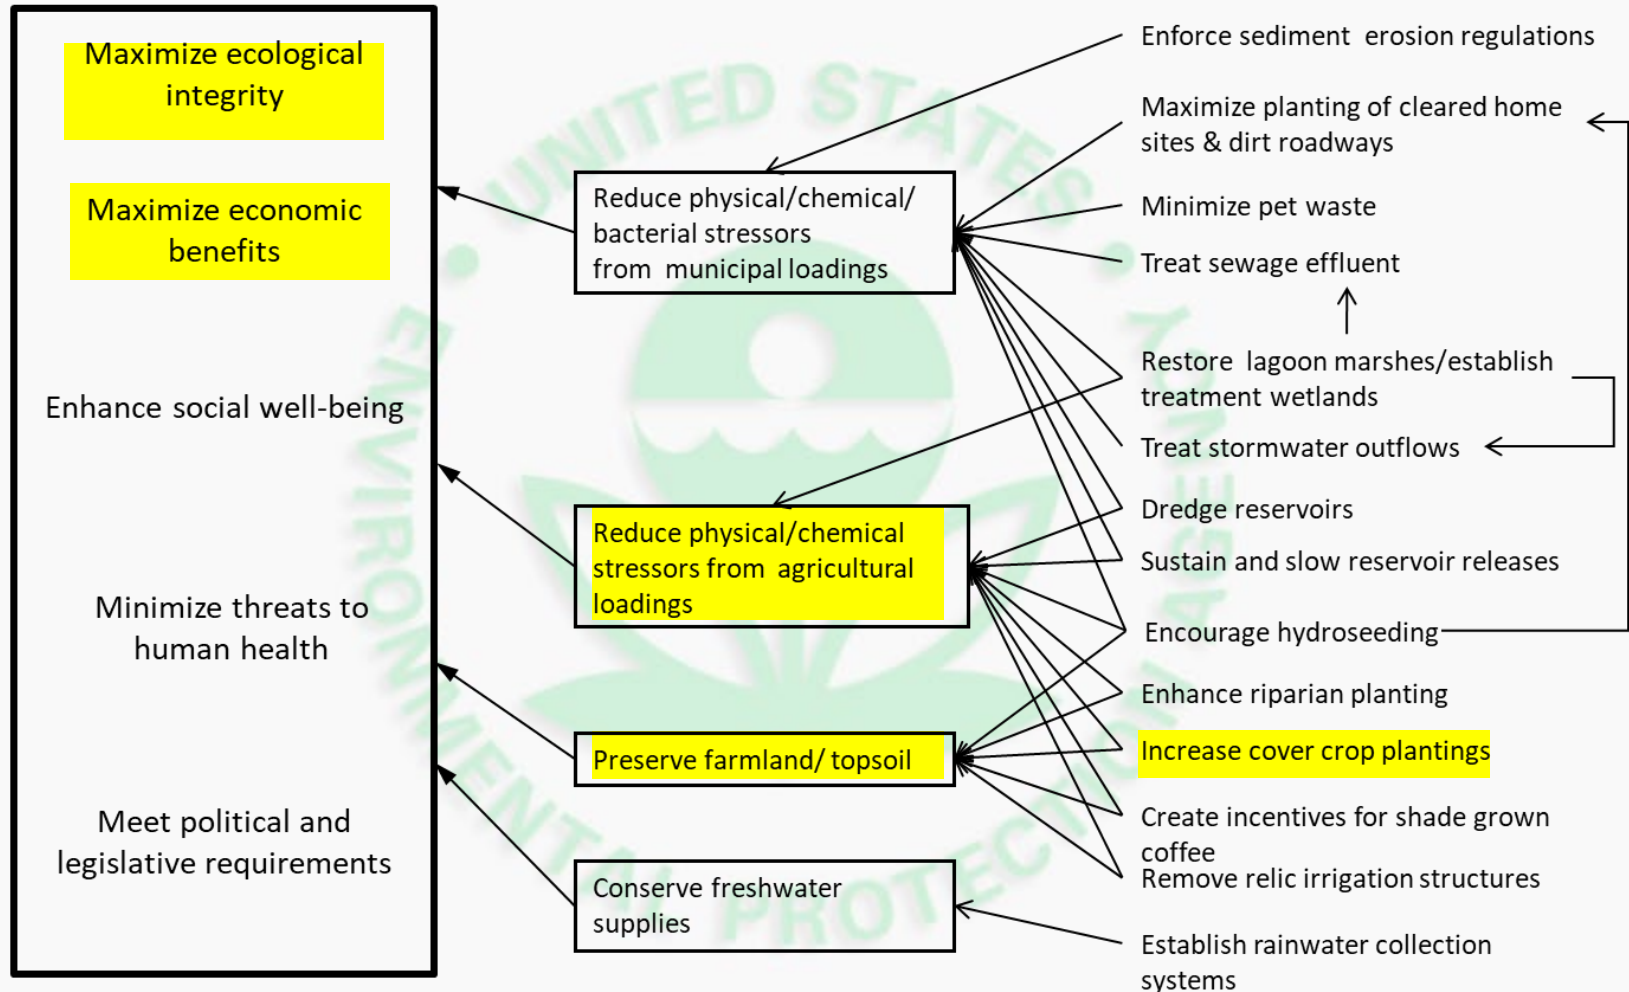 Maximize ecological
integrity
Maximize economic
benefits
Enhance social well-being
Minimize threats to
human health
Meet political and
legislative requirements
Reduce physical/chemical/
bacterial stressors
from municipal loadings
Reduce physical/chemical
stressors from agricultural
loadings
Preserve farmland/ topsoil
Conserve freshwater
supplies
Enforce sediment erosion regulations
Maximize planting of cleared home
sites & dirt roadways
Minimize pet waste
Treat sewage effluent
Restore lagoon marshes/establish
treatment wetlands
Treat stormwater outflows
Dredge reservoirs
Sustain and slow reservoir releases
Encourage hydroseeding
Enhance riparian planting
Increase cover crop plantings
Create incentives for shade grown
coffee
Remove relic irrigation structures
Establish rainwater collection
systems
UNITED STATES
ENVIRONMENTAL PROTECTION AGENCY